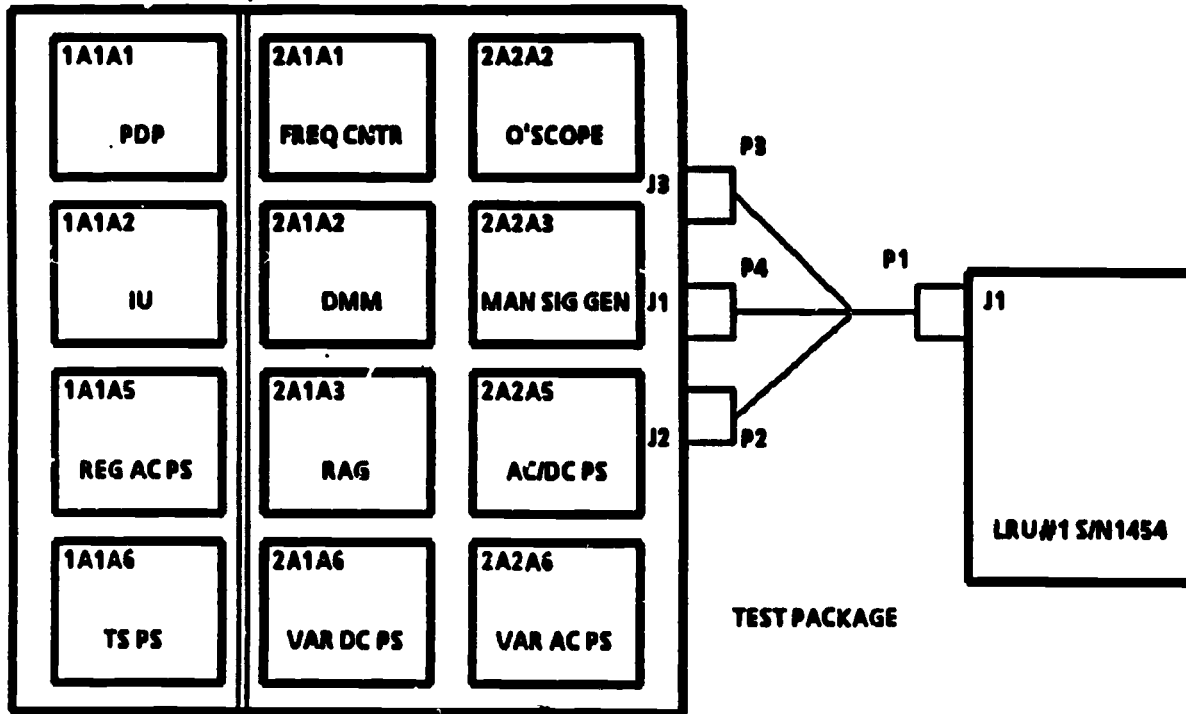 1A1A1
PDP
2A1A1
FREQ CNTR
2A2A2
O'SCOPE
1A1A2
IU
2A1A2
DMM
2A2A3
MAN SIG GEN
1A1A5
REG AC PS
2A1A3
RAG
2A2A5
AC/DC PS
1A1A6
TS PS
2A1A6
VAR DC PS
2A2A6
VAR AC PS
J3
P3
J1
P4
J2
P2
P1
J1
LRU#1 S/N1454
TEST PACKAGE